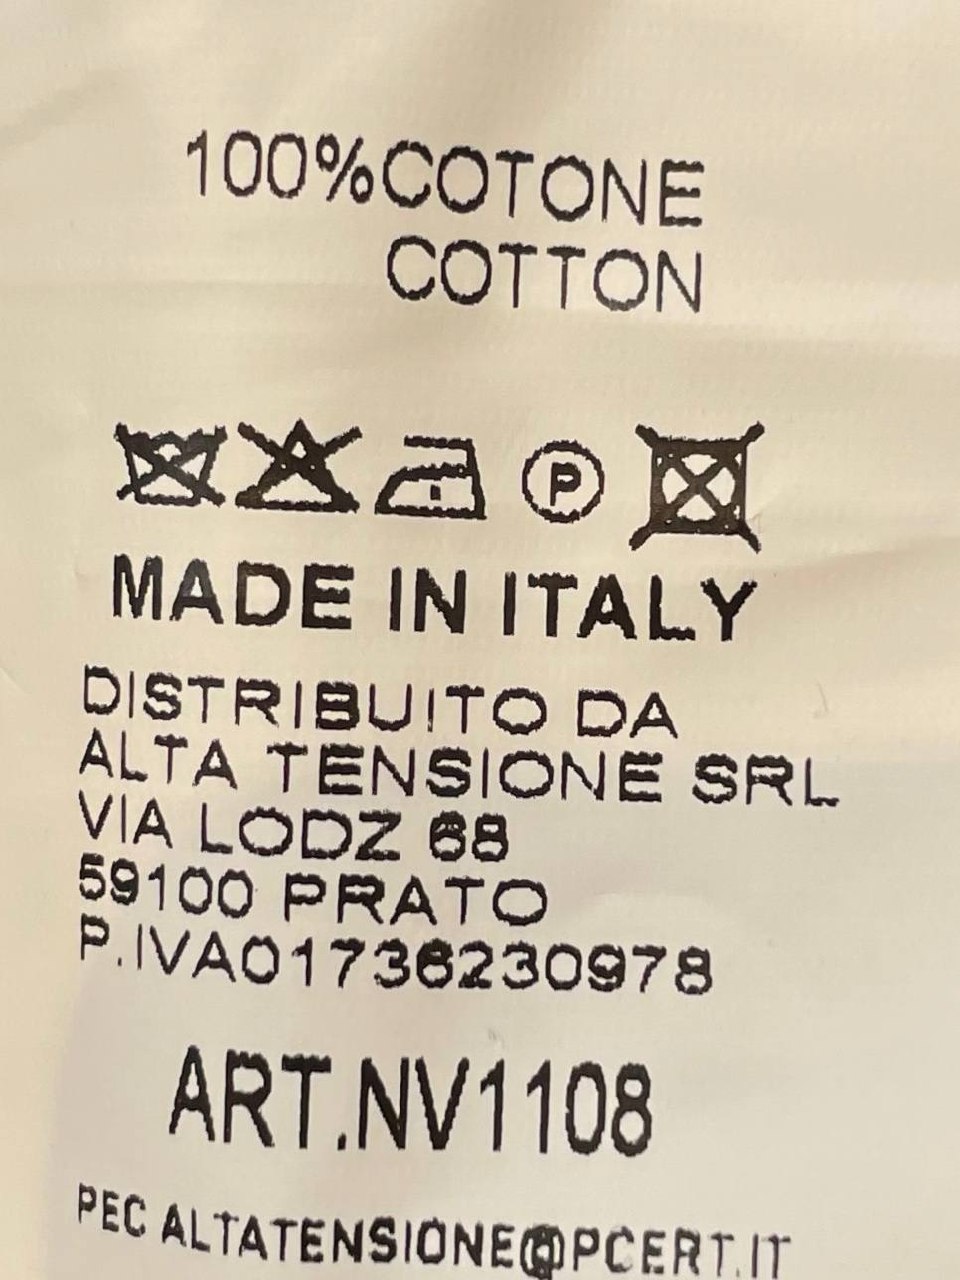 100%COTONE
COTTON
P
MADE IN ITALY
DISTRIBUITO DA
ALTA TENSIONE SRL
VIA LODZ 68
59100 PRATO
P.IVA01736230978
ART.NV1108
PEC ALTATENSIONE@PCERT.IT